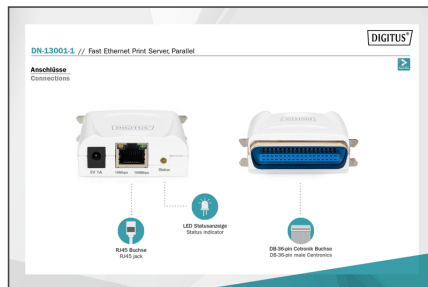 DIGITUS®
DN-13001-1 // Fast Ethernet Print Server, Parallel
Anschlüsse
Connections
DIGITUS
5V 1A
10Mbps
100Mbps
Status
LED Statusanzeige
Status indicator
RJ45 Buchse
RJ45 jack
DB-36-pin Cetronik Buchse
DB-36-pin male Centronics